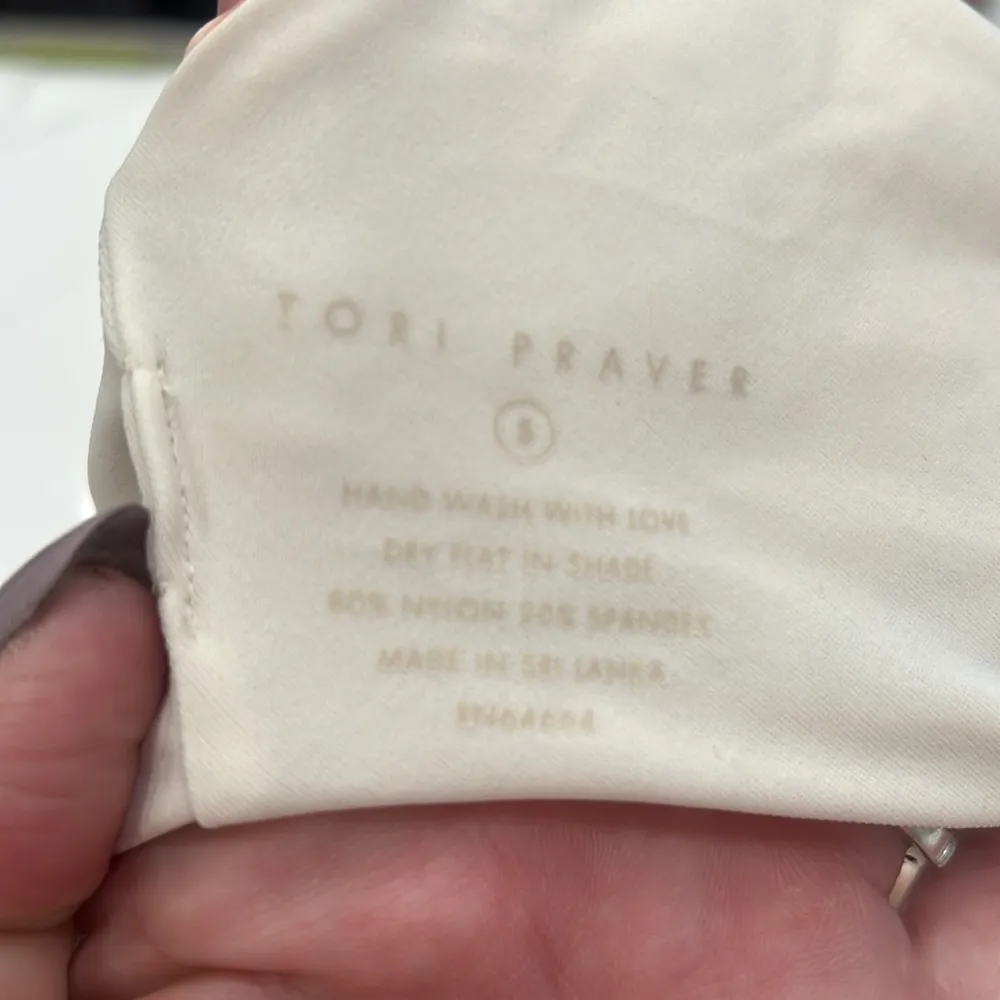 TORI PRAVER
S
HAND WASH WITH LOVE
DRY FLAT IN SHADE
80% NYLON 20% SPANDEX
MADE IN SRI LANKA